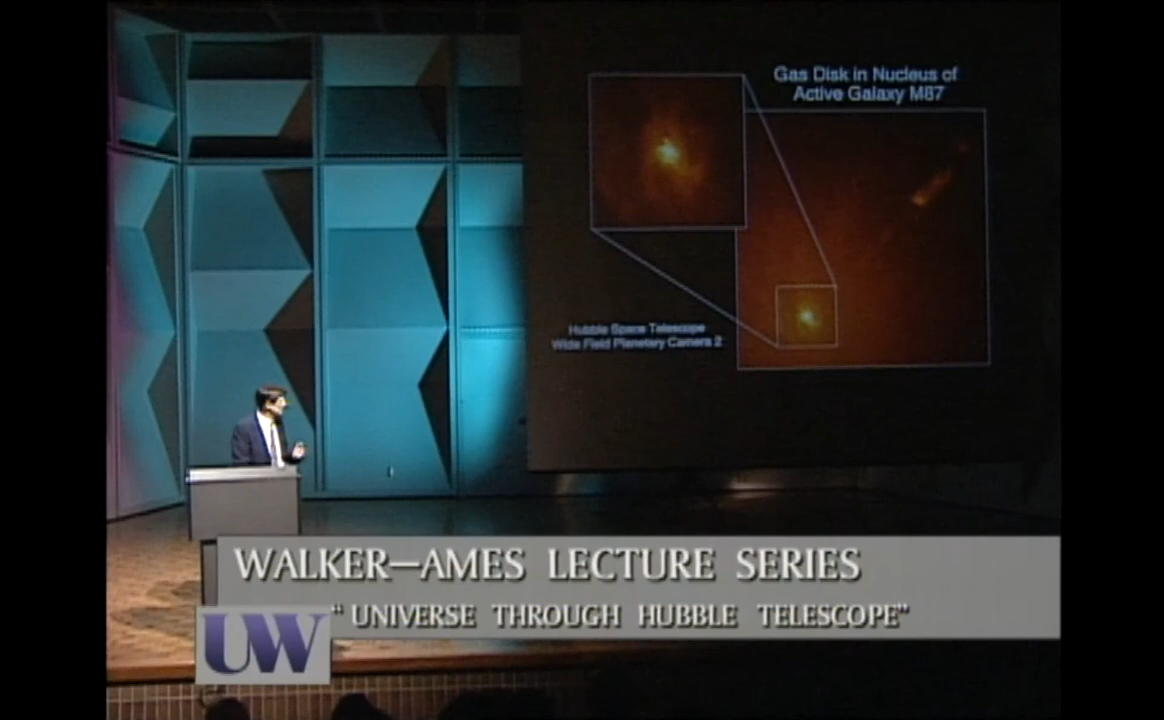 Gas Disk in Nucleus of
Active Galaxy M87
Hubble Space Telescope
Wide Field Planetary Camera 2
WALKER–AMES LECTURE SERIES
"UNIVERSE THROUGH HUBBLE TELESCOPE"
UW